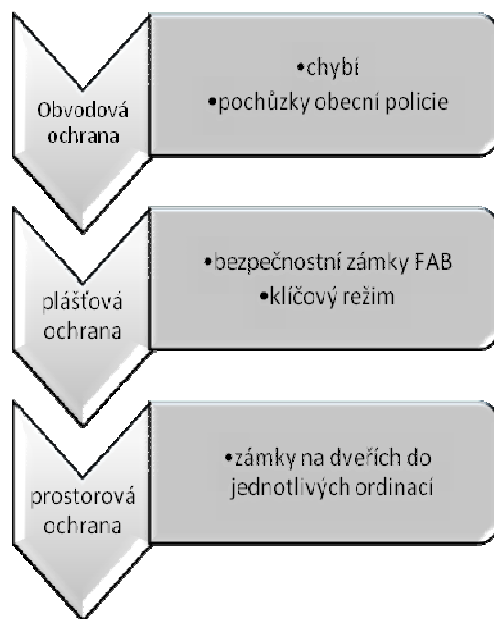 Obvodová
ochrana
•chybí
•pochůzky obecní policie
plášťová
ochrana
•bezpečnostní zámky FAB
•klíčový režim
prostorová
ochrana
•zámky na dveřích do
jednotlivých ordinací